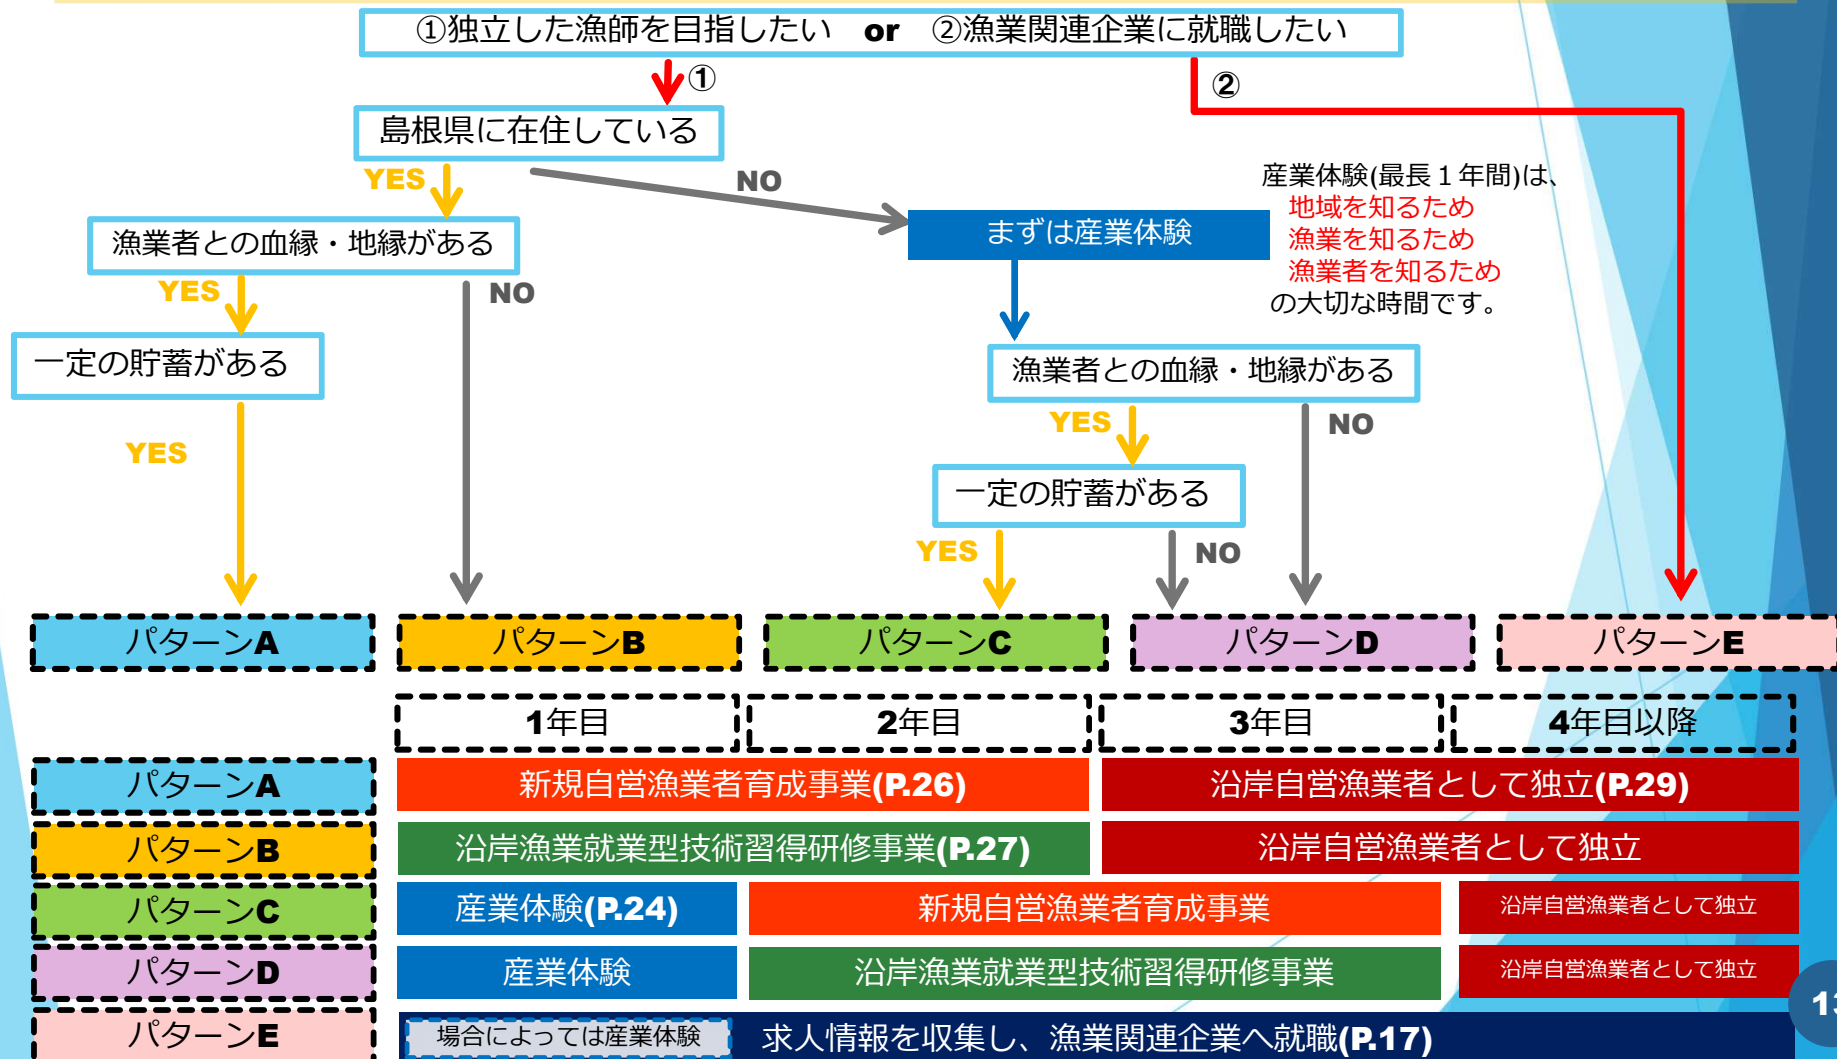 ①独立した漁師を目指したい or ②漁業関連企業に就職したい
①
②
島根県に在住している
YES
NO
産業体験(最長１年間)は、
地域を知るため
漁業を知るため
漁業者を知るため
の大切な時間です。
まずは産業体験
漁業者との血縁・地縁がある
YES
NO
一定の貯蓄がある
YES
漁業者との血縁・地縁がある
YES
NO
一定の貯蓄がある
YES
NO
パターンA
パターンB
パターンC
パターンD
パターンE
1年目
2年目
3年目
4年目以降
パターンA
新規自営漁業者育成事業(P.26)
沿岸自営漁業者として独立(P.29)
パターンB
沿岸漁業就業型技術習得研修事業(P.27)
沿岸自営漁業者として独立
パターンC
産業体験(P.24)
新規自営漁業者育成事業
沿岸自営漁業者として独立
パターンD
産業体験
沿岸漁業就業型技術習得研修事業
沿岸自営漁業者として独立
パターンE
場合によっては産業体験
求人情報を収集し、漁業関連企業へ就職(P.17)